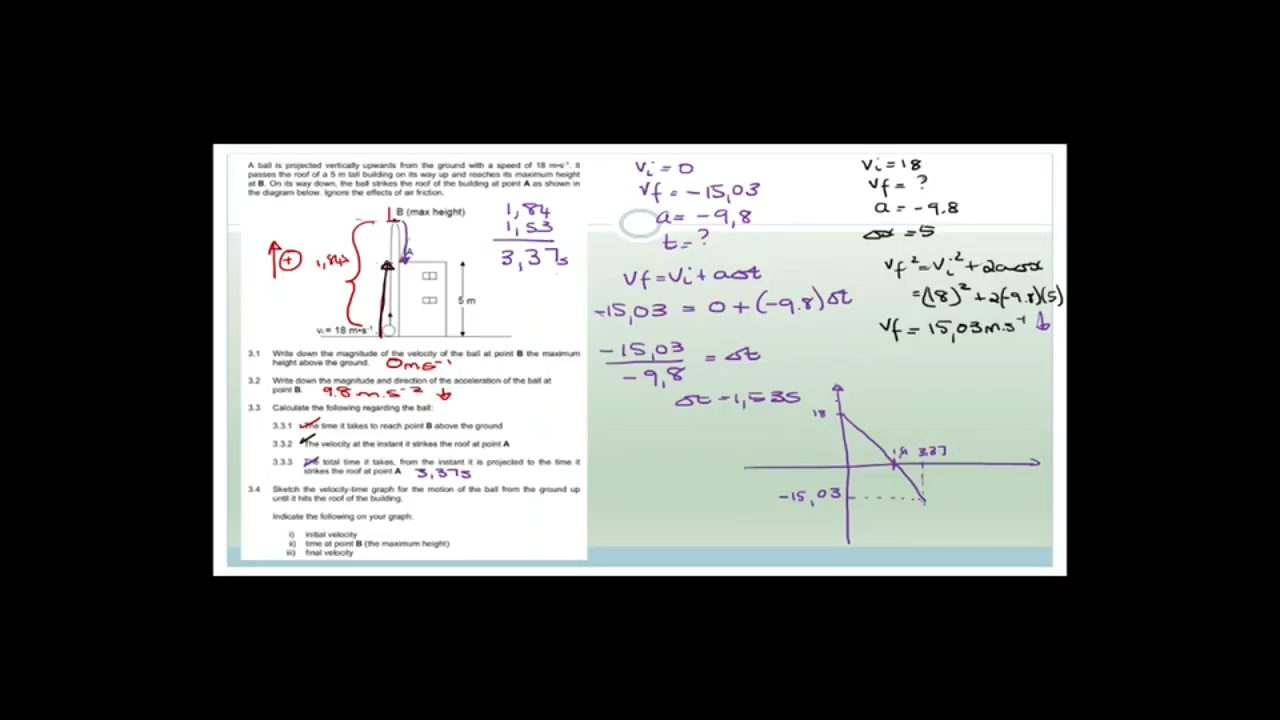 A ball is projected vertically upwards from the ground with a speed of 18 m·s⁻¹. It
passes the roof of a 5 m tall building on its way up and reaches its maximum height
at B. On its way down, the ball strikes the roof of the building at point A as shown in
the diagram below. Ignore the effects of air friction.
B (max height)
A
+
1,84s
5 m
vᵢ = 18 m·s⁻¹
1,84
1,53
3,37s
3.1 Write down the magnitude of the velocity of the ball at point B the maximum
height above the ground. 0ms⁻¹
3.2 Write down the magnitude and direction of the acceleration of the ball at
point B. 9.8 m.s⁻² ↓
3.3 Calculate the following regarding the ball:
3.3.1 The time it takes to reach point B above the ground
3.3.2 The velocity at the instant it strikes the roof at point A
3.3.3 The total time it takes, from the instant it is projected to the time it
strikes the roof at point A 3,37s
3.4 Sketch the velocity-time graph for the motion of the ball from the ground up
until it hits the roof of the building.
Indicate the following on your graph:
i) initial velocity
ii) time at point B (the maximum height)
iii) final velocity
Vi = 0
Vf = -15,03
a = -9,8
t = ?
Vf = Vi + aΔt
-15,03 = 0 + (-9.8)Δt
-15,03
-9,8
= Δt
Δt = 1,53s
Vi = 18
Vf = ?
a = -9.8
Δx = 5
Vf² = Vi² + 2aΔx
= (18)² + 2(-9.8)(5)
Vf = 15,03 m.s⁻¹ ↓
18
3.37
-15,03